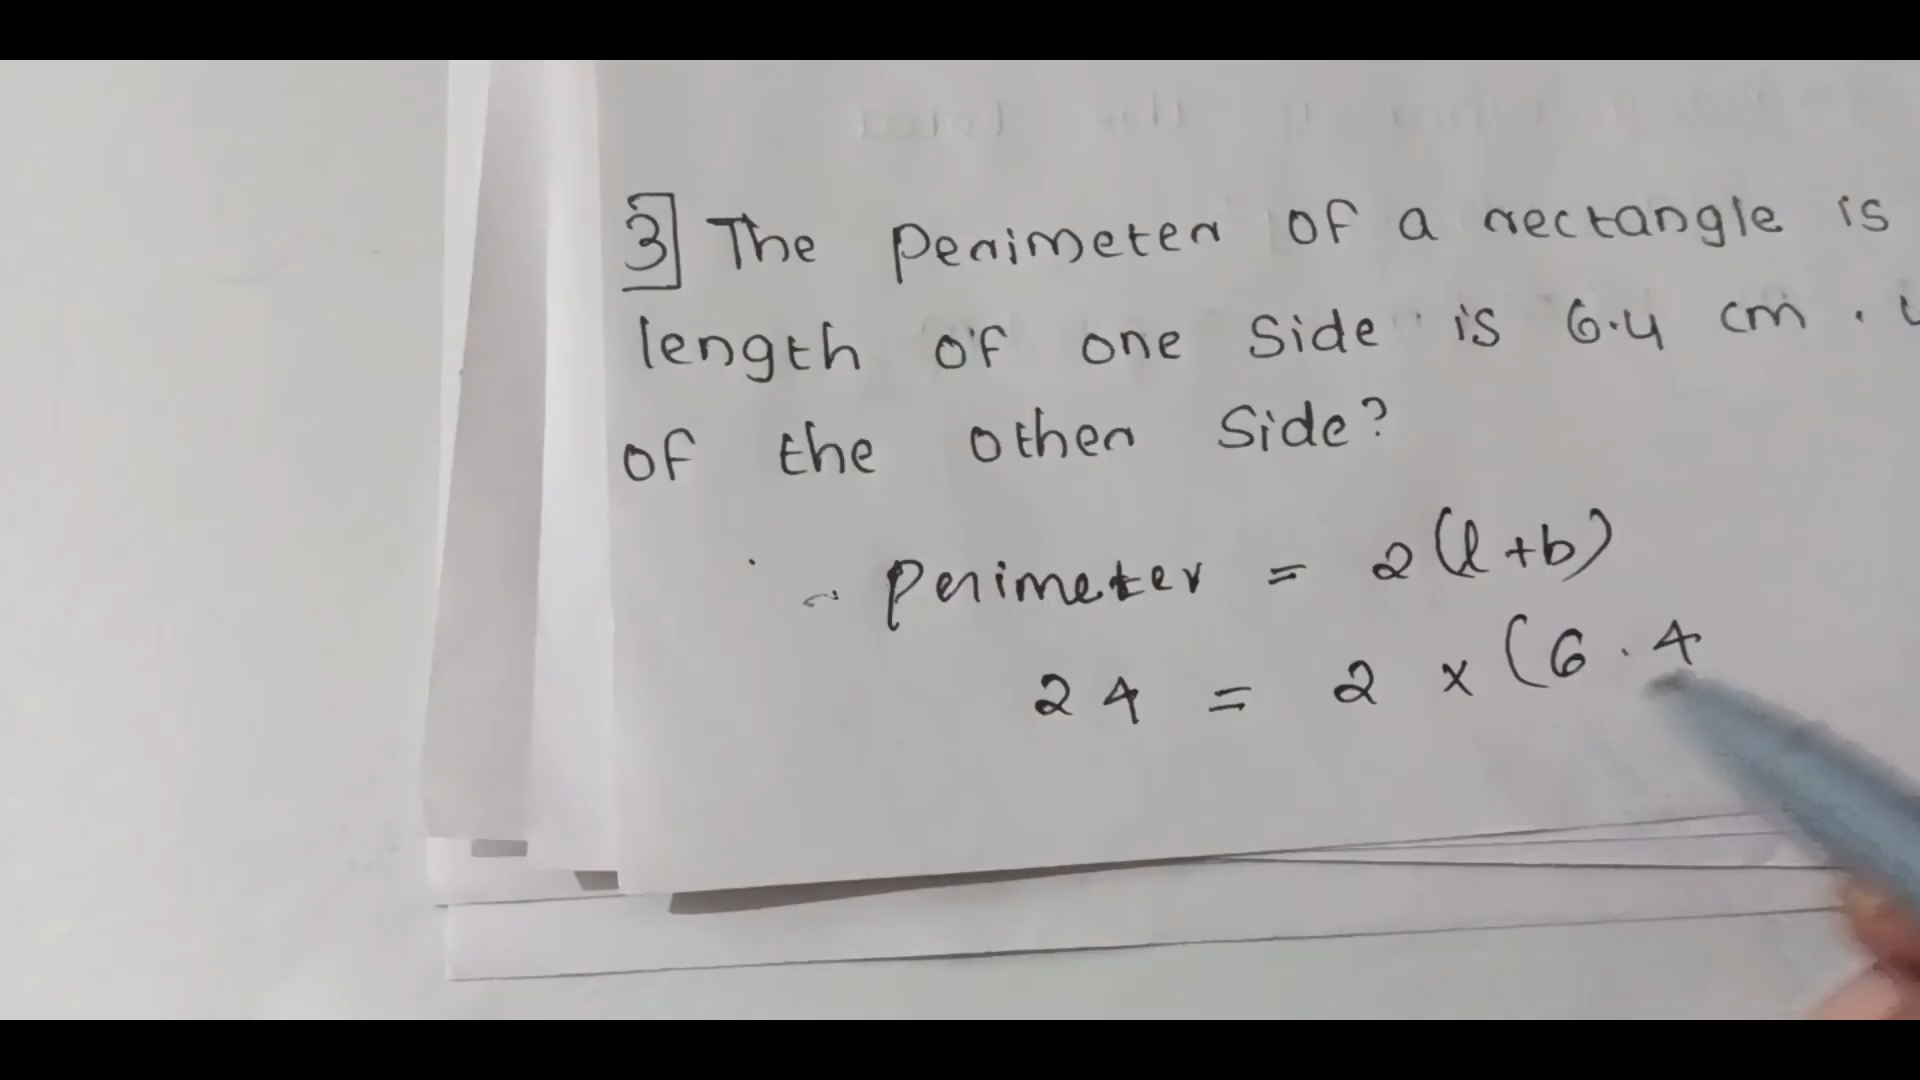 3 The Perimeter of a rectangle is
length of one Side is 6.4 cm .
of the other Side?
Perimeter = 2(l+b)
24 = 2 x (6.4